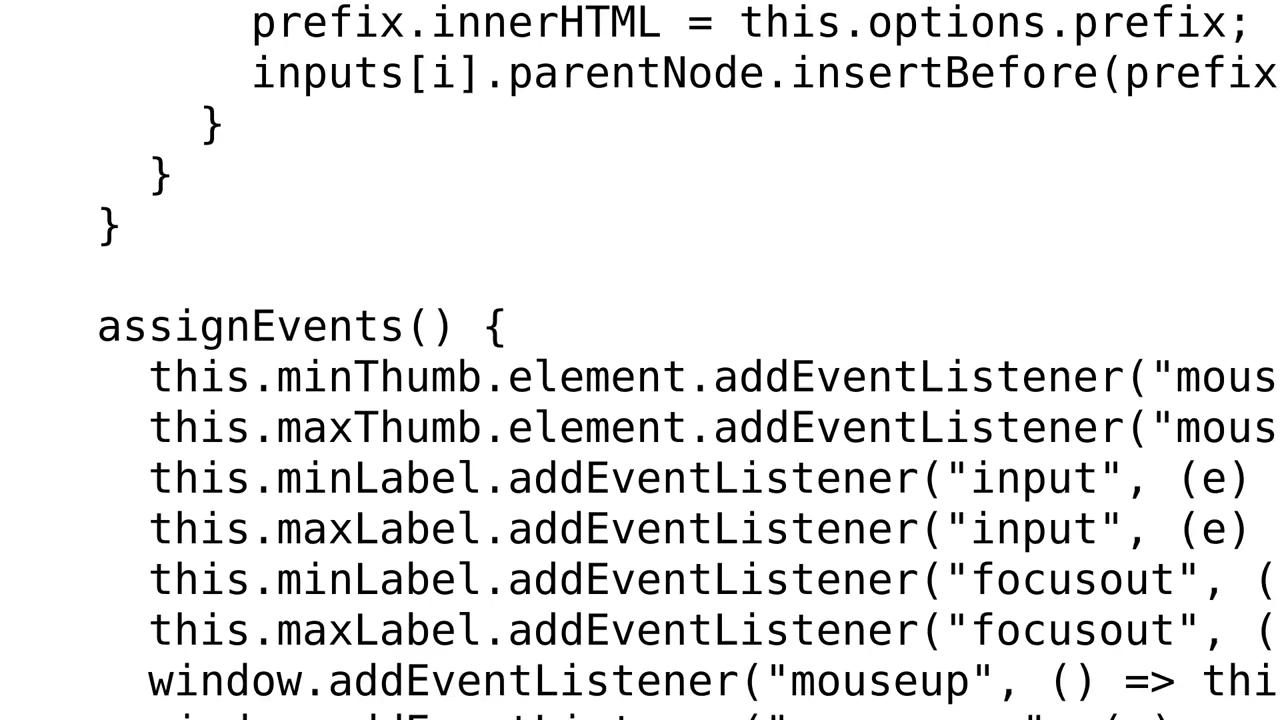 prefix.innerHTML = this.options.prefix;
inputs[i].parentNode.insertBefore(prefix
}
}
}
assignEvents() {
this.minThumb.element.addEventListener("mous
this.maxThumb.element.addEventListener("mous
this.minLabel.addEventListener("input", (e)
this.maxLabel.addEventListener("input", (e)
this.minLabel.addEventListener("focusout", (
this.maxLabel.addEventListener("focusout", (
window.addEventListener("mouseup", () => thi